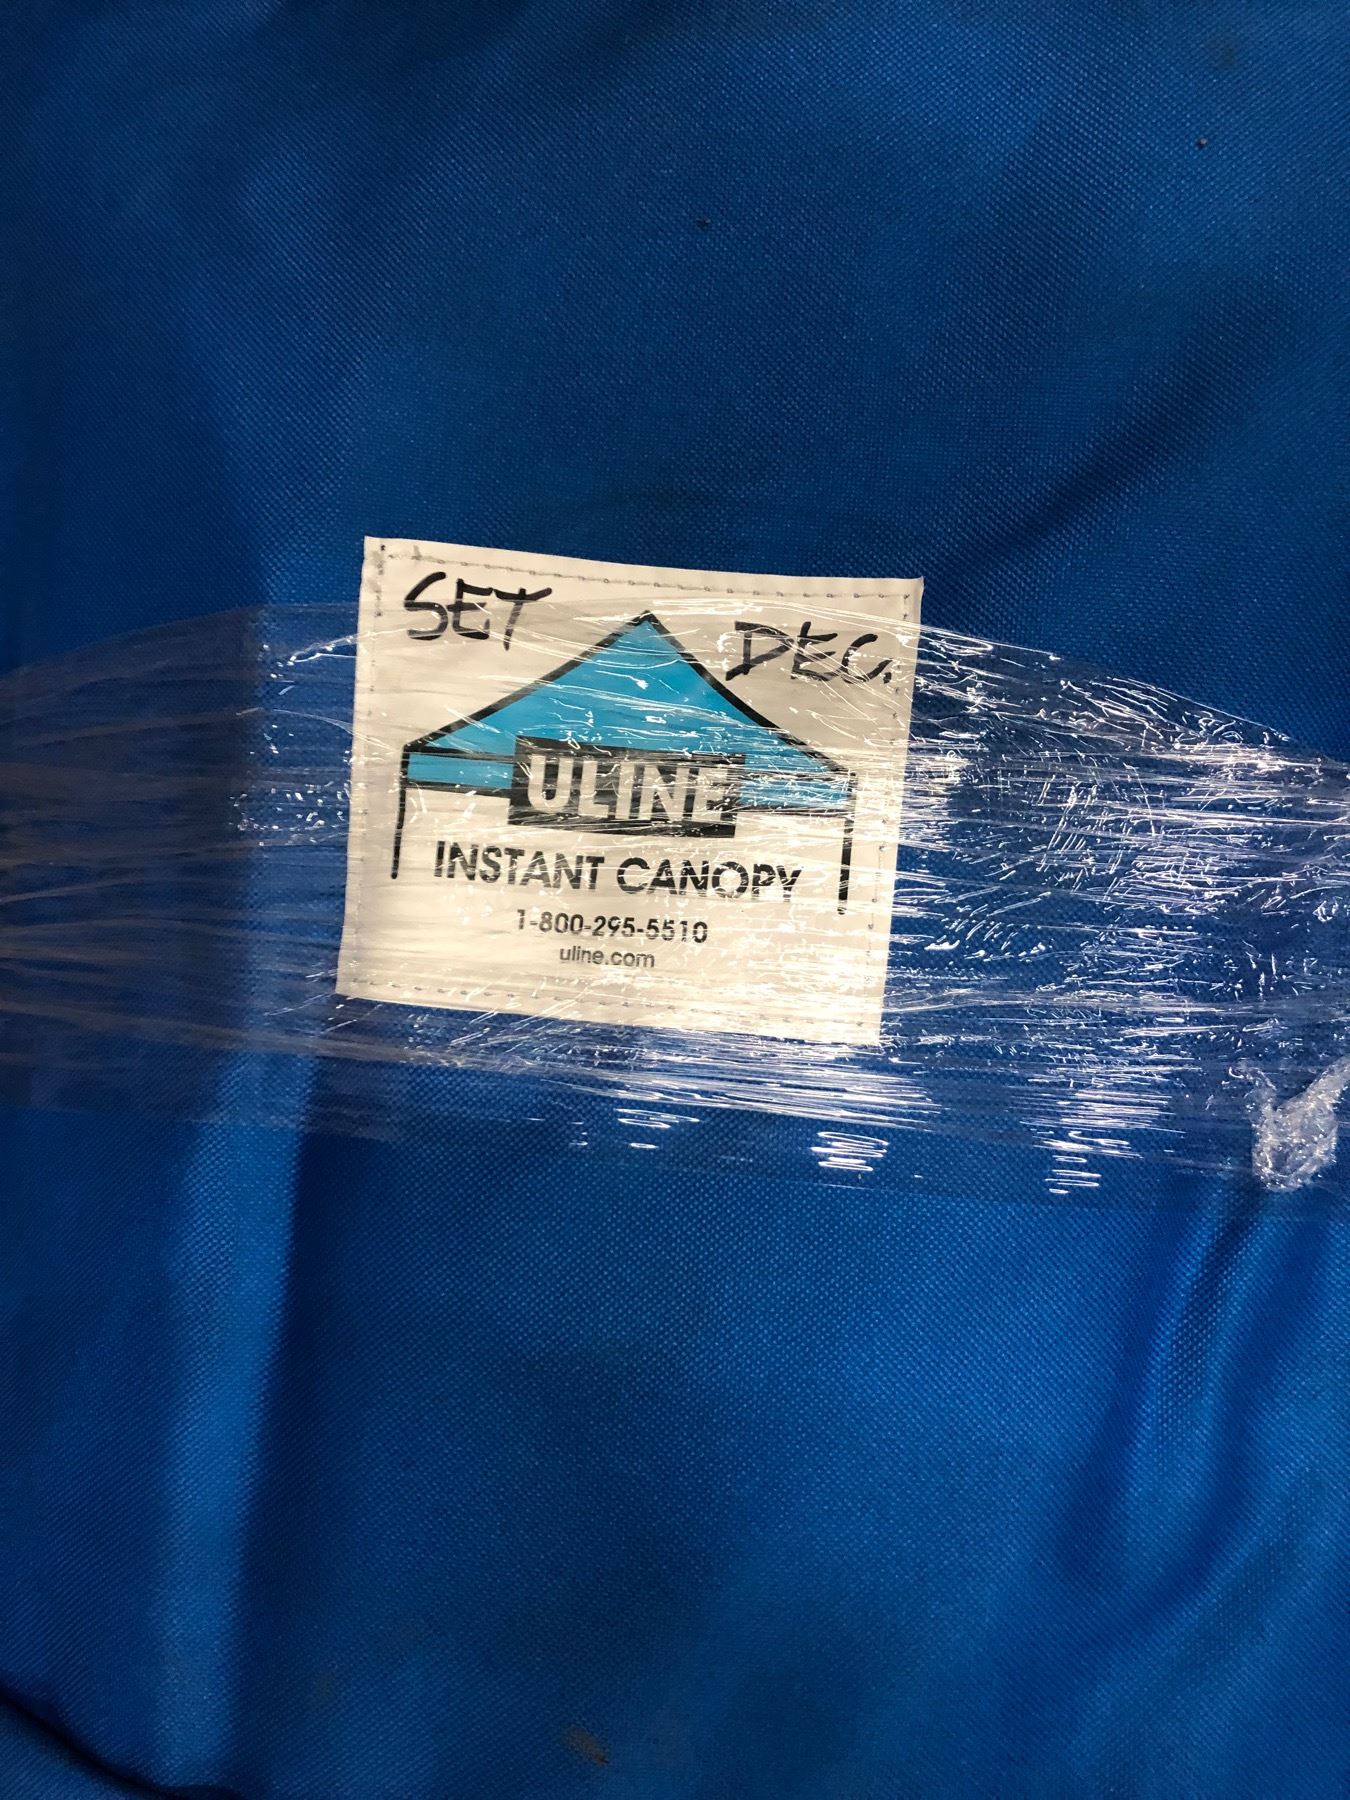 SET
DEC.
ULINE
INSTANT CANOPY
1-800-295-5510
uline.com